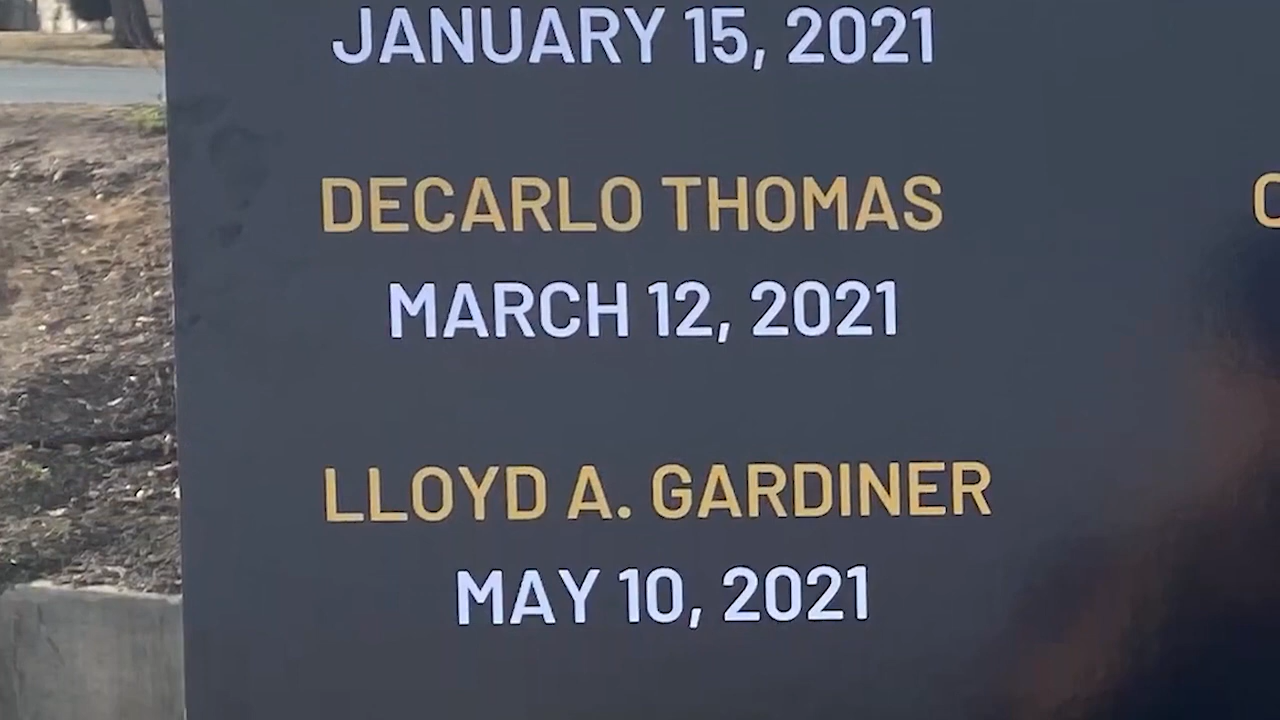 JANUARY 15, 2021
DECARLO THOMAS
MARCH 12, 2021
LLOYD A. GARDINER
MAY 10, 2021